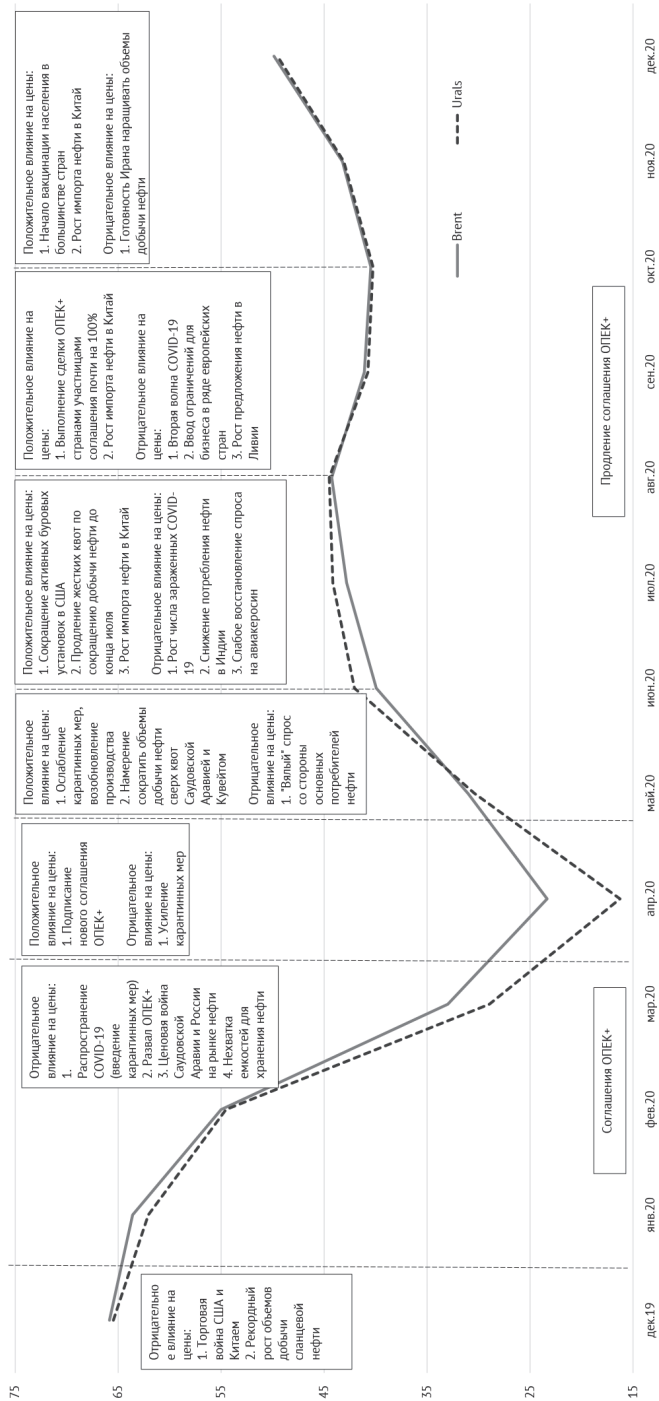 75
65
55
45
35
25
15
Отрицательно
е влияние на
цены:
1. Торговая
война США и
Китаем
2. Рекордный
рост объемов
добычи
сланцевой
нефти
Отрицательное
влияние на цены:
1.
Распространение
COVID-19
(введение
карантинных мер)
2. Развал ОПЕК+
3. Ценовая война
Саудовской
Аравии и России
на рынке нефти
4. Нехватка
емкостей для
хранения нефти
Положительное
влияние на цены:
1. Подписание
нового соглашения
ОПЕК+
Отрицательное
влияние на цены:
1. Усиление
карантинных мер
Положительное
влияние на цены:
1. Ослабление
карантинных мер,
возобновление
производства
2. Намерение
сократить объемы
добычи нефти
сверх квот
Саудовской
Аравией и
Кувейтом
Отрицательное
влияние на цены:
1. "Вялый" спрос
со стороны
основных
потребителей
нефти
Положительное влияние на цены:
1. Сокращение активных буровых
установок в США
2. Продление жестких квот по
сокращению добычи нефти до
конца июля
3. Рост импорта нефти в Китай
Отрицательное влияние на цены:
1. Рост числа зараженных COVID-
19
2. Снижение потребления нефти
в Индии
3. Слабое восстановление спроса
на авиакеросин
Положительное влияние на
цены:
1. Выполнение сделки ОПЕК+
странами участницами
соглашения почти на 100%
2. Рост импорта нефти в Китай
Отрицательное влияние на
цены:
1. Вторая волна COVID-19
2. Ввод ограничений для
бизнеса в ряде европейских
стран
3. Рост предложения нефти в
Ливии
Положительное влияние на цены:
1. Начало вакцинации населения в
большинстве стран
2. Рост импорта нефти в Китай
Отрицательное влияние на цены:
1. Готовность Ирана наращивать объемы
добычи нефти
Brent
Urals
Соглашения ОПЕК+
Продление соглашения ОПЕК+
дек.19
янв.20
фев.20
мар.20
апр.20
май.20
июн.20
июл.20
авг.20
сен.20
окт.20
ноя.20
дек.20